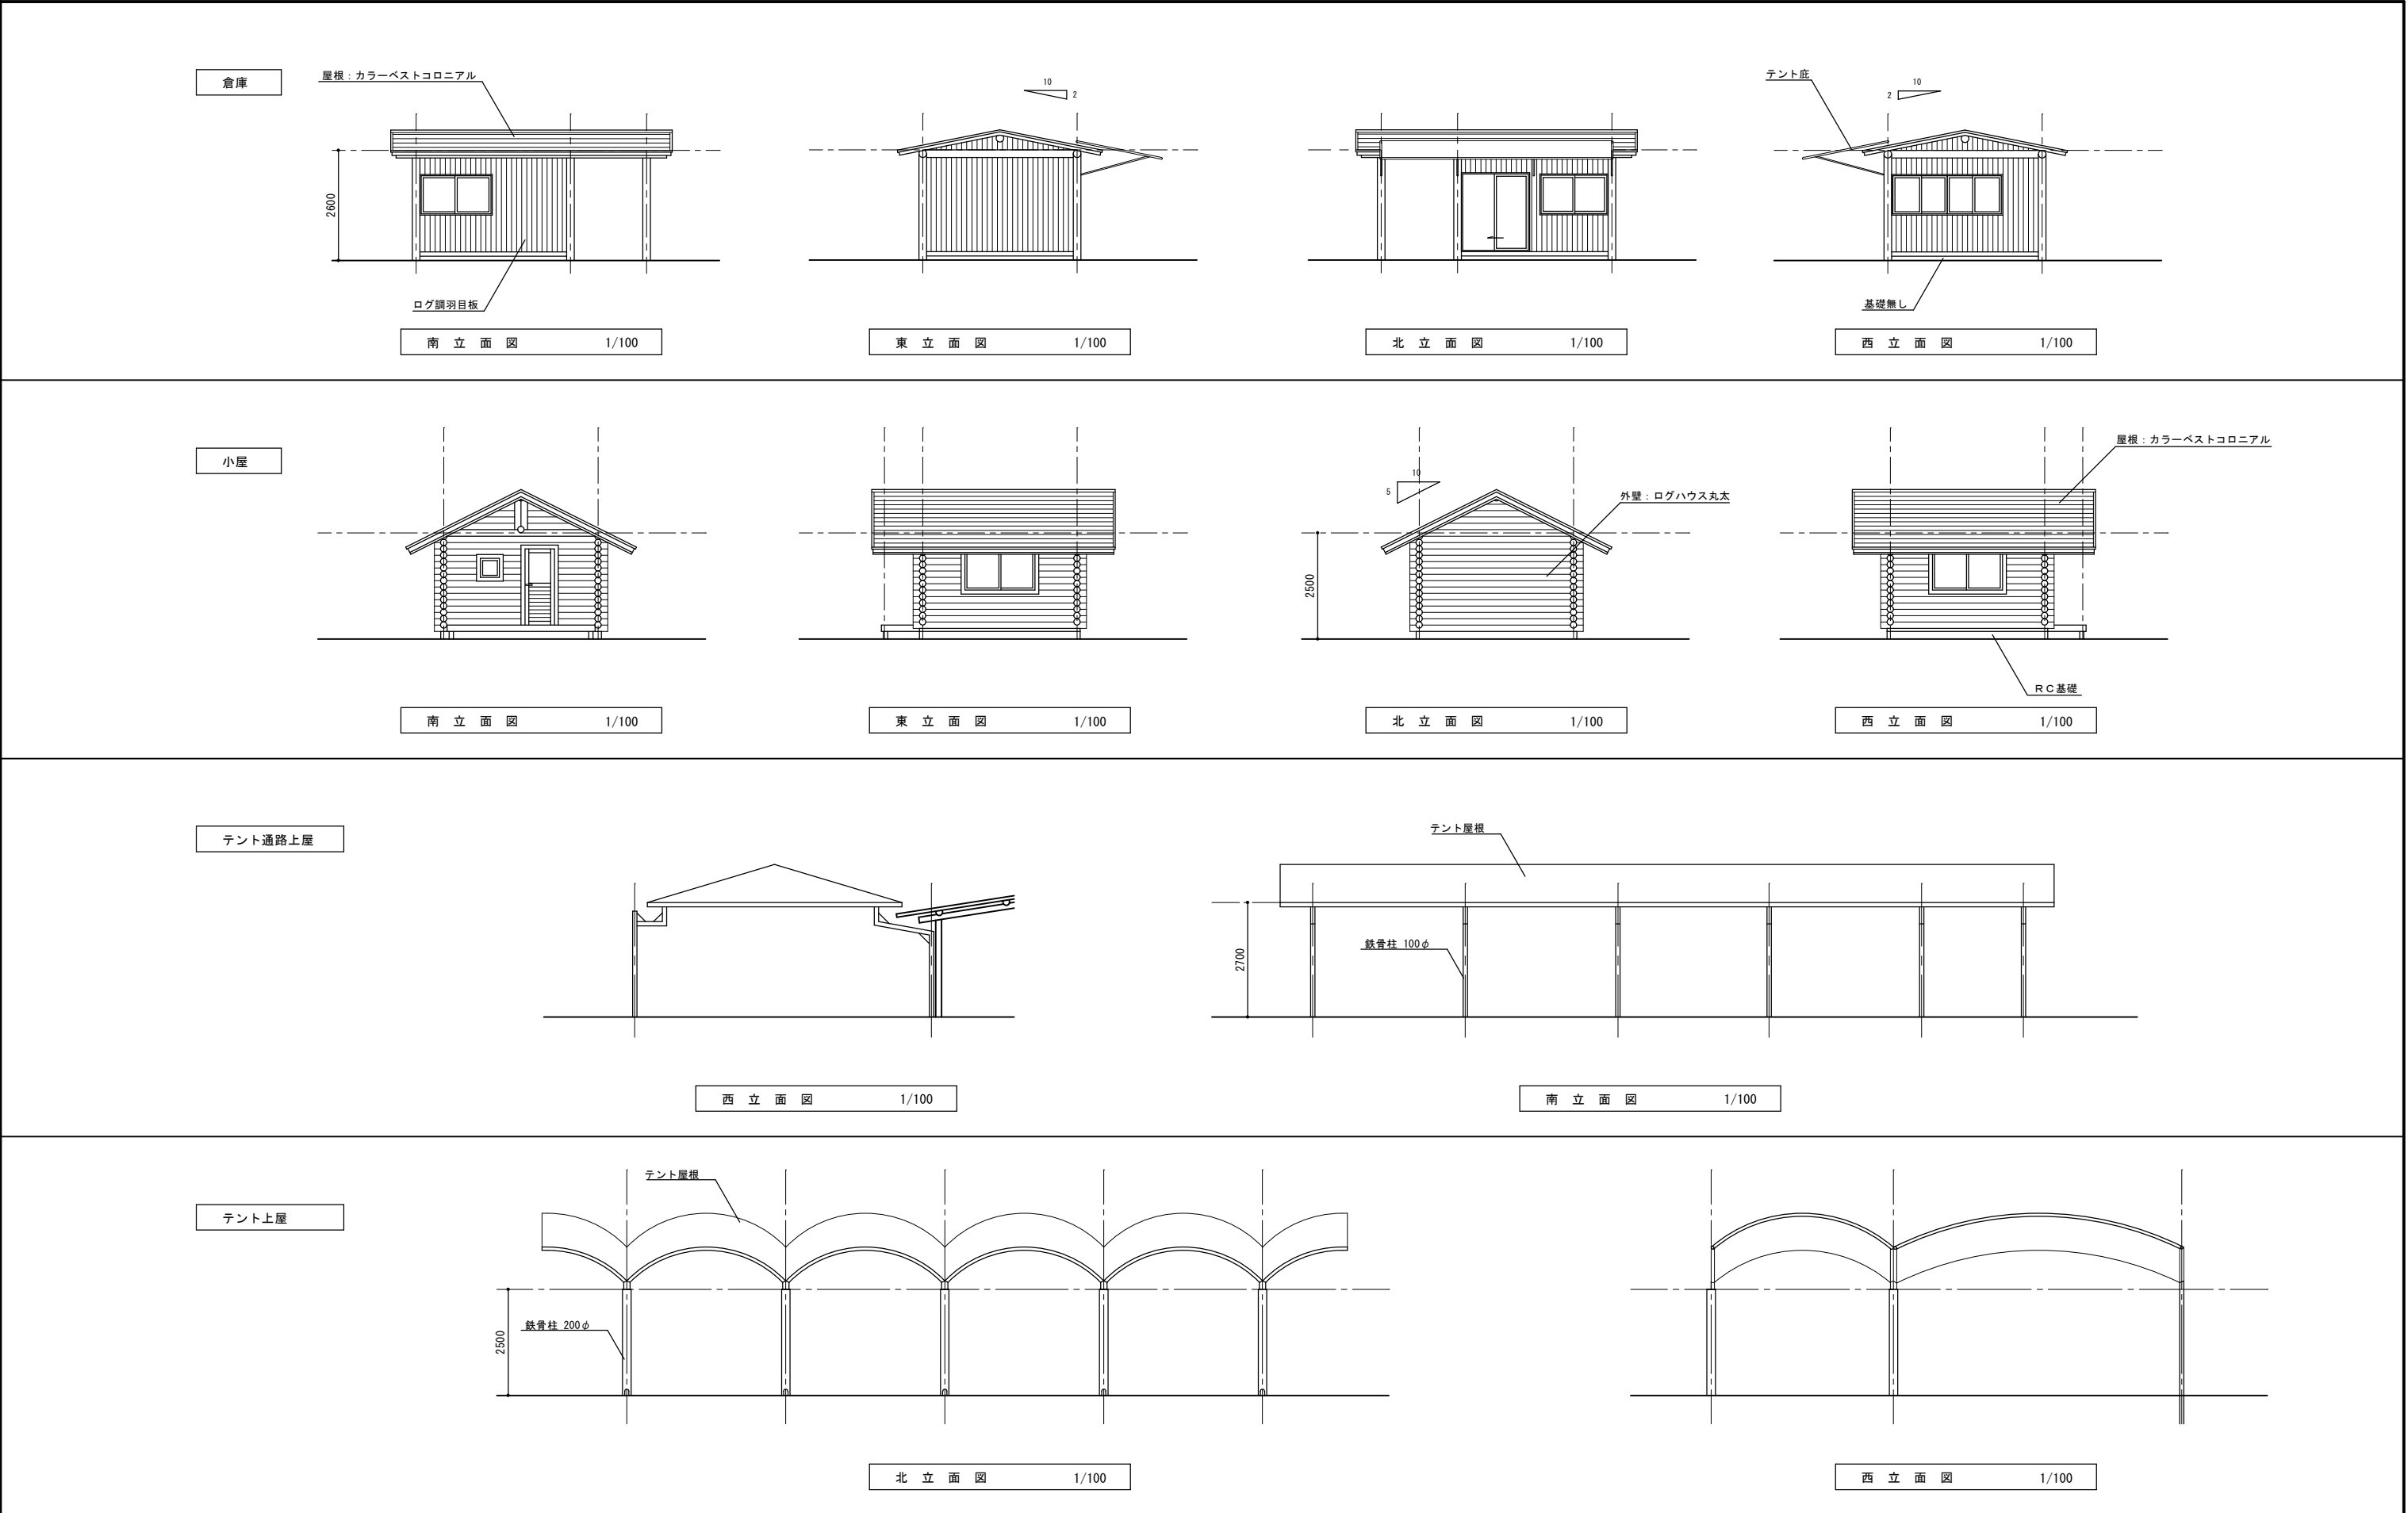 倉庫
屋根：カラーベストコロニアル
10
2
テント庇
10
2
2600
ログ調羽目板
基礎無し
南 立 面 図 1/100
東 立 面 図 1/100
北 立 面 図 1/100
西 立 面 図 1/100
小屋
屋根：カラーベストコロニアル
10
5
外壁：ログハウス丸太
2500
RC基礎
南 立 面 図 1/100
東 立 面 図 1/100
北 立 面 図 1/100
西 立 面 図 1/100
テント通路上屋
テント屋根
鉄骨柱 100φ
2700
西 立 面 図 1/100
南 立 面 図 1/100
テント上屋
テント屋根
鉄骨柱 200φ
2500
北 立 面 図 1/100
西 立 面 図 1/100